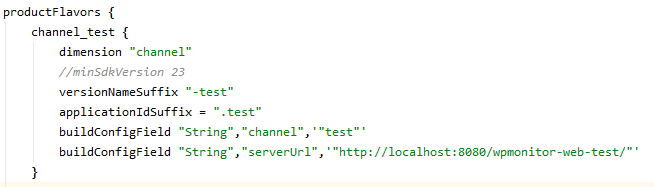 productFlavors {
channel_test {
dimension "channel"
//minSdkVersion 23
versionNameSuffix "-test"
applicationIdSuffix = ".test"
buildConfigField "String","channel",'"test"'
buildConfigField "String","serverUrl",'"http://localhost:8080/wpmonitor-web-test/"'
}